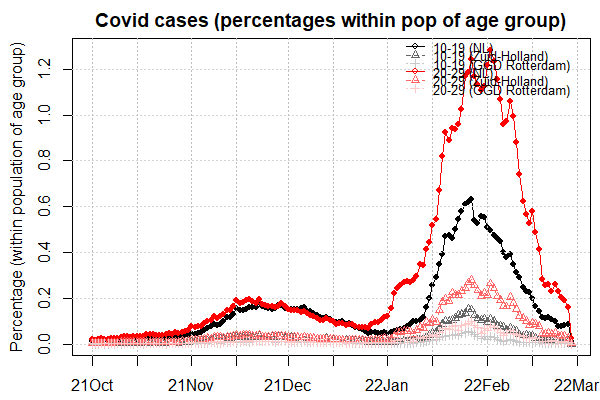 Covid cases (percentages within pop of age group)
10-19 (NL)
10-19 (Zuid-Holland)
10-19 (GGD Rotterdam)
20-29 (NL)
20-29 (Zuid-Holland)
20-29 (GGD Rotterdam)
Percentage (within population of age group)
1.2
1.0
0.8
0.6
0.4
0.2
0.0
21Oct 21Nov 21Dec 22Jan 22Feb 22Mar